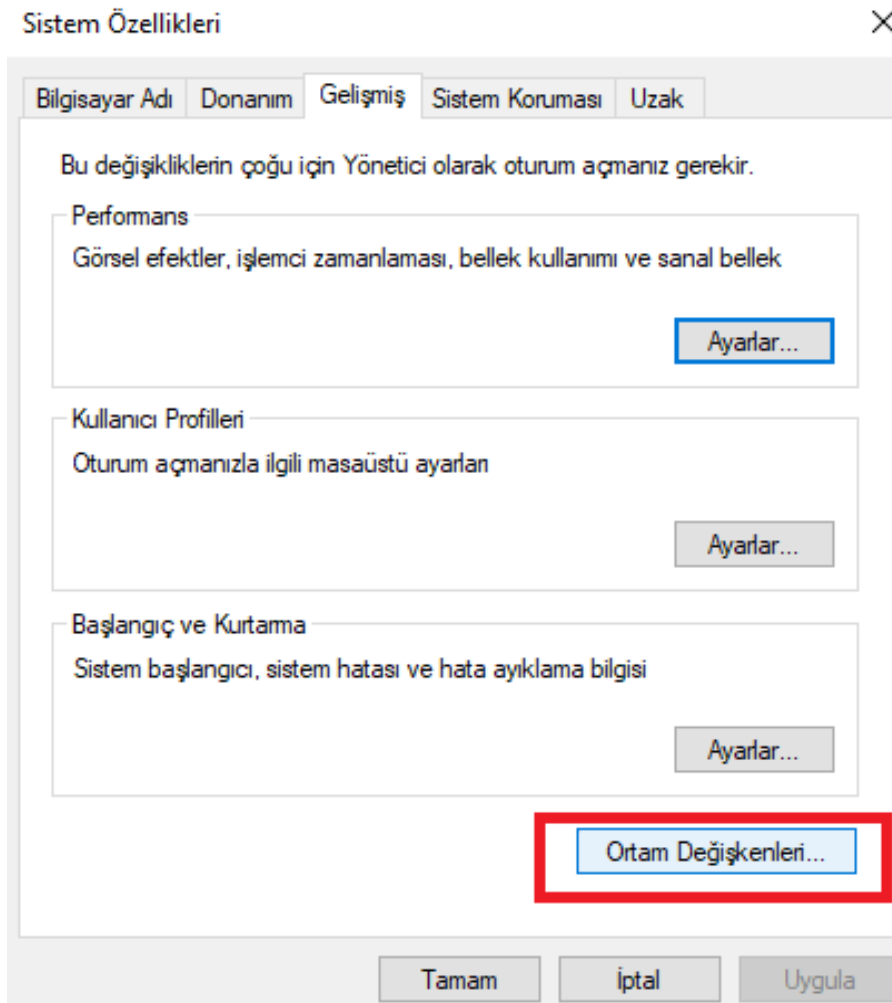 Sistem Özellikleri
Bilgisayar Adı Donanım Gelişmiş Sistem Koruması Uzak
Bu değişikliklerin çoğu için Yönetici olarak oturum açmanız gerekir.
Performans
Görsel efektler, işlemci zamanlaması, bellek kullanımı ve sanal bellek
Ayarlar...
Kullanıcı Profilleri
Oturum açmanızla ilgili masaüstü ayarları
Ayarlar...
Başlangıç ve Kurtarma
Sistem başlangıcı, sistem hatası ve hata ayıklama bilgisi
Ayarlar...
Ortam Değişkenleri...
Tamam İptal Uygula